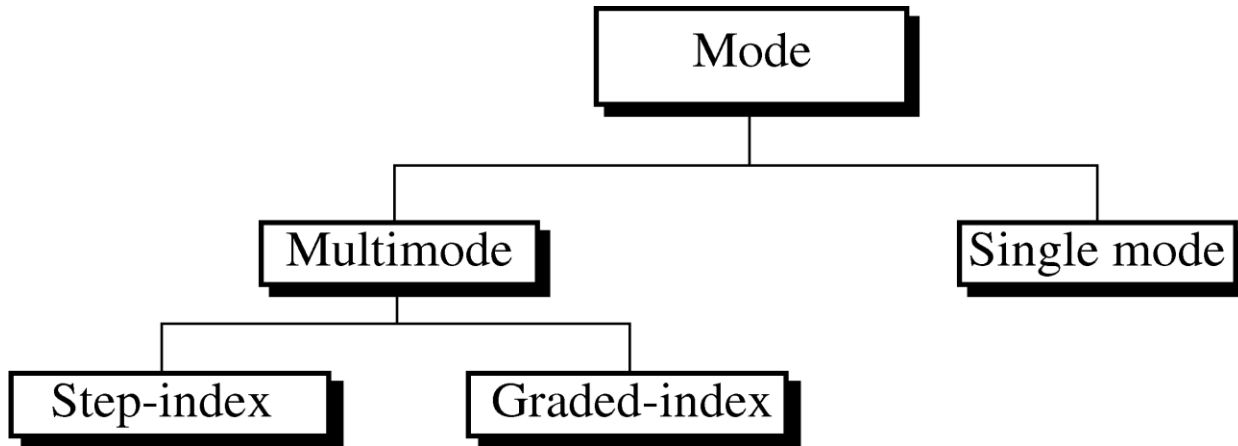 Mode
Multimode
Single mode
Step-index
Graded-index